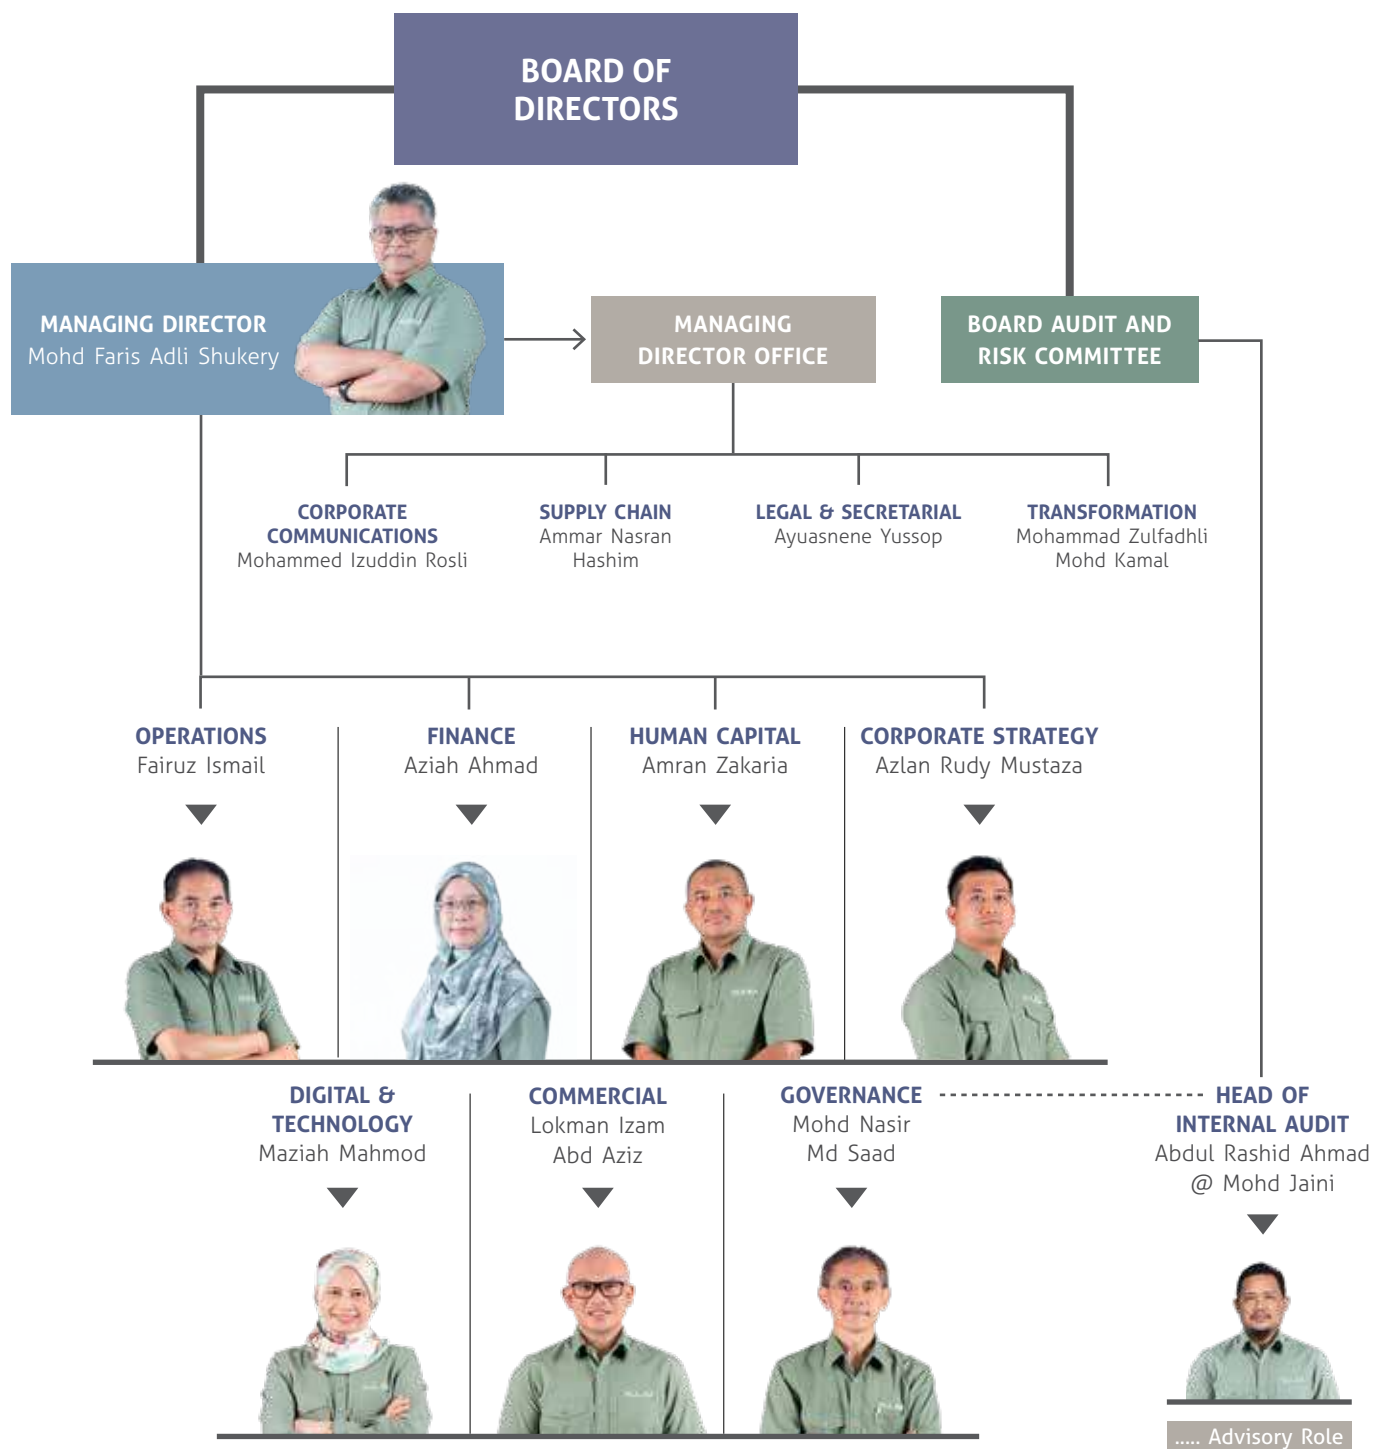 BOARD OF
DIRECTORS
MANAGING DIRECTOR
Mohd Faris Adli Shukery
MANAGING
DIRECTOR OFFICE
BOARD AUDIT AND
RISK COMMITTEE
CORPORATE
COMMUNICATIONS
Mohammed Izuddin Rosli
SUPPLY CHAIN
Ammar Nasran
Hashim
LEGAL & SECRETARIAL
Ayuasnene Yussop
TRANSFORMATION
Mohammad Zulfadhli
Mohd Kamal
OPERATIONS
Fairuz Ismail
FINANCE
Aziah Ahmad
HUMAN CAPITAL
Amran Zakaria
CORPORATE STRATEGY
Azlan Rudy Mustaza
DIGITAL &
TECHNOLOGY
Maziah Mahmod
COMMERCIAL
Lokman Izam
Abd Aziz
GOVERNANCE
Mohd Nasir
Md Saad
HEAD OF
INTERNAL AUDIT
Abdul Rashid Ahmad
@ Mohd Jaini
..... Advisory Role